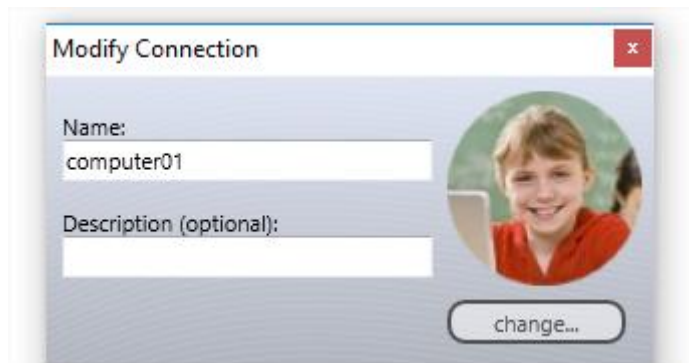 Modify Connection
x
Name:
computer01
Description (optional):
change...